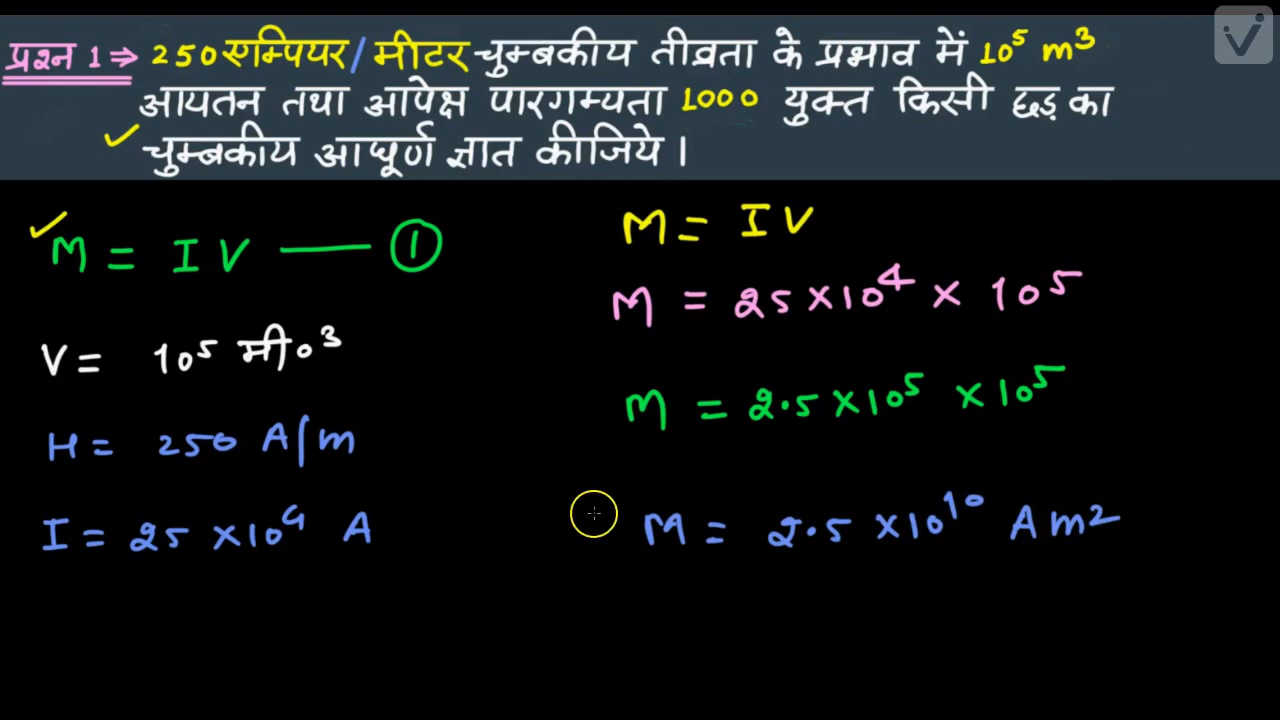 प्रश्न 1⇒ 250 एम्पियर/मीटर चुम्बकीय तीव्रता के प्रभाव में 10⁵ m³
आयतन तथा आपेक्ष पारगम्यता 1000 युक्त किसी छड़ का
चुम्बकीय आघूर्ण ज्ञात कीजिये ।
M = IV —— ①
V = 10⁵ मी०³
H = 250 A/m
I = 25 × 10⁴ A
M = IV
M = 25 × 10⁴ × 10⁵
M = 2.5 × 10⁵ × 10⁵
M = 2.5 × 10¹⁰ A m²